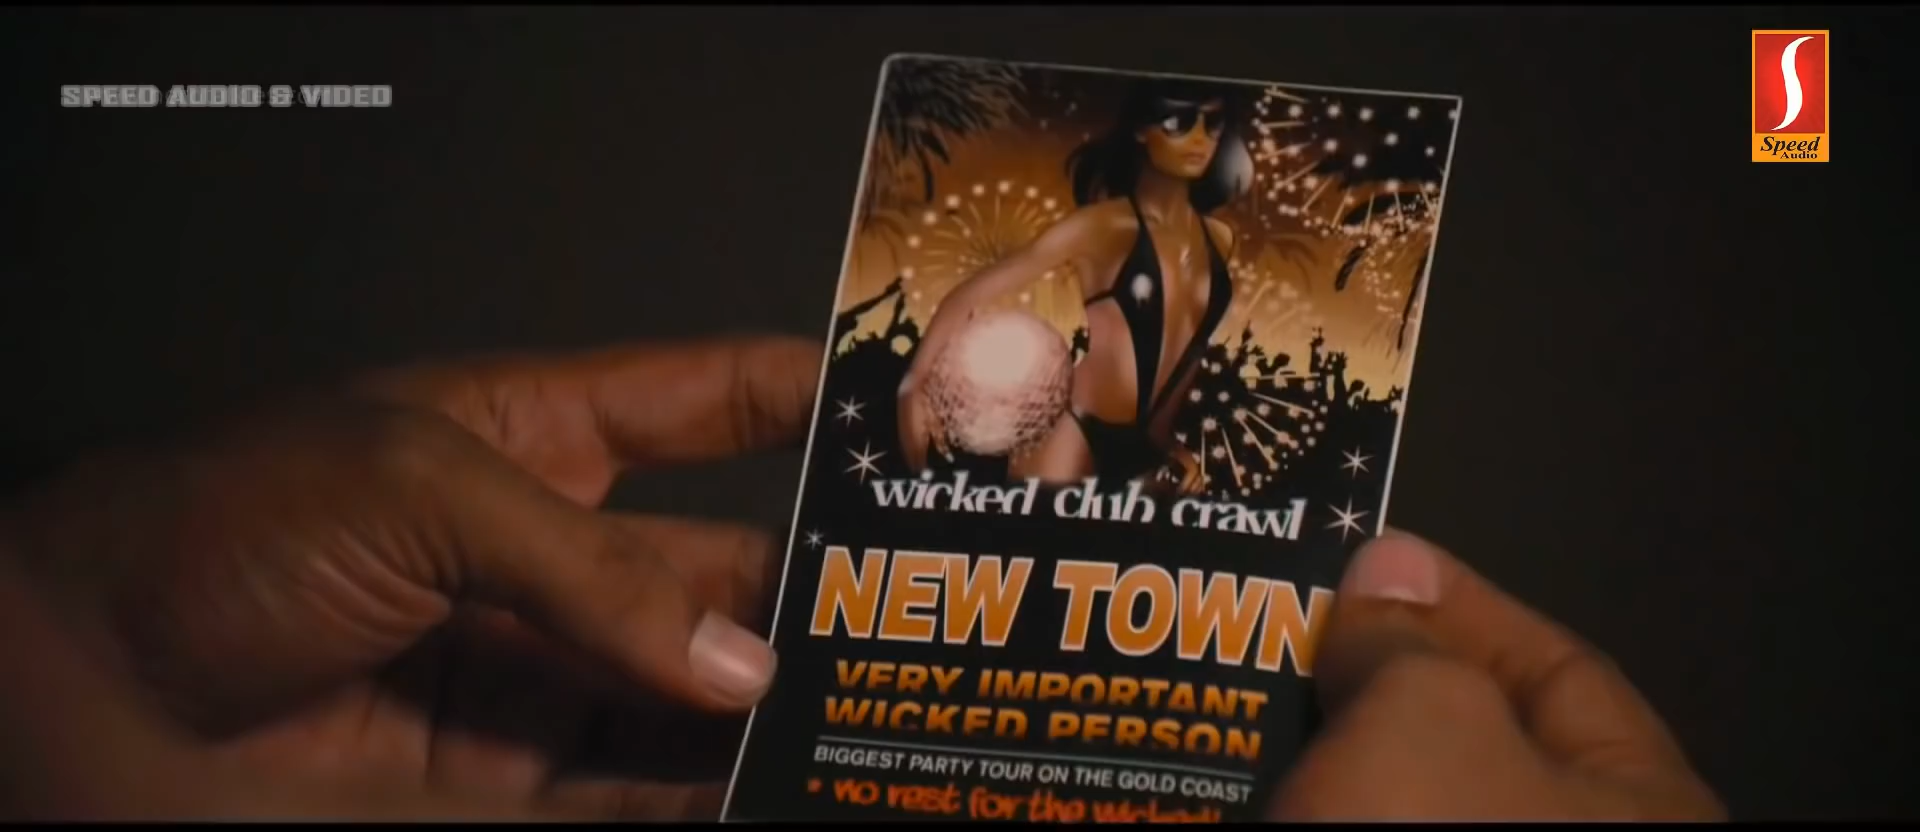 SPEED AUDIO & VIDEO
S
Speed
Audio
wicked club crawl
NEW TOWN
VERY IMPORTANT
WICKED PERSON
BIGGEST PARTY TOUR ON THE GOLD COAST
* no rest for the wicked!